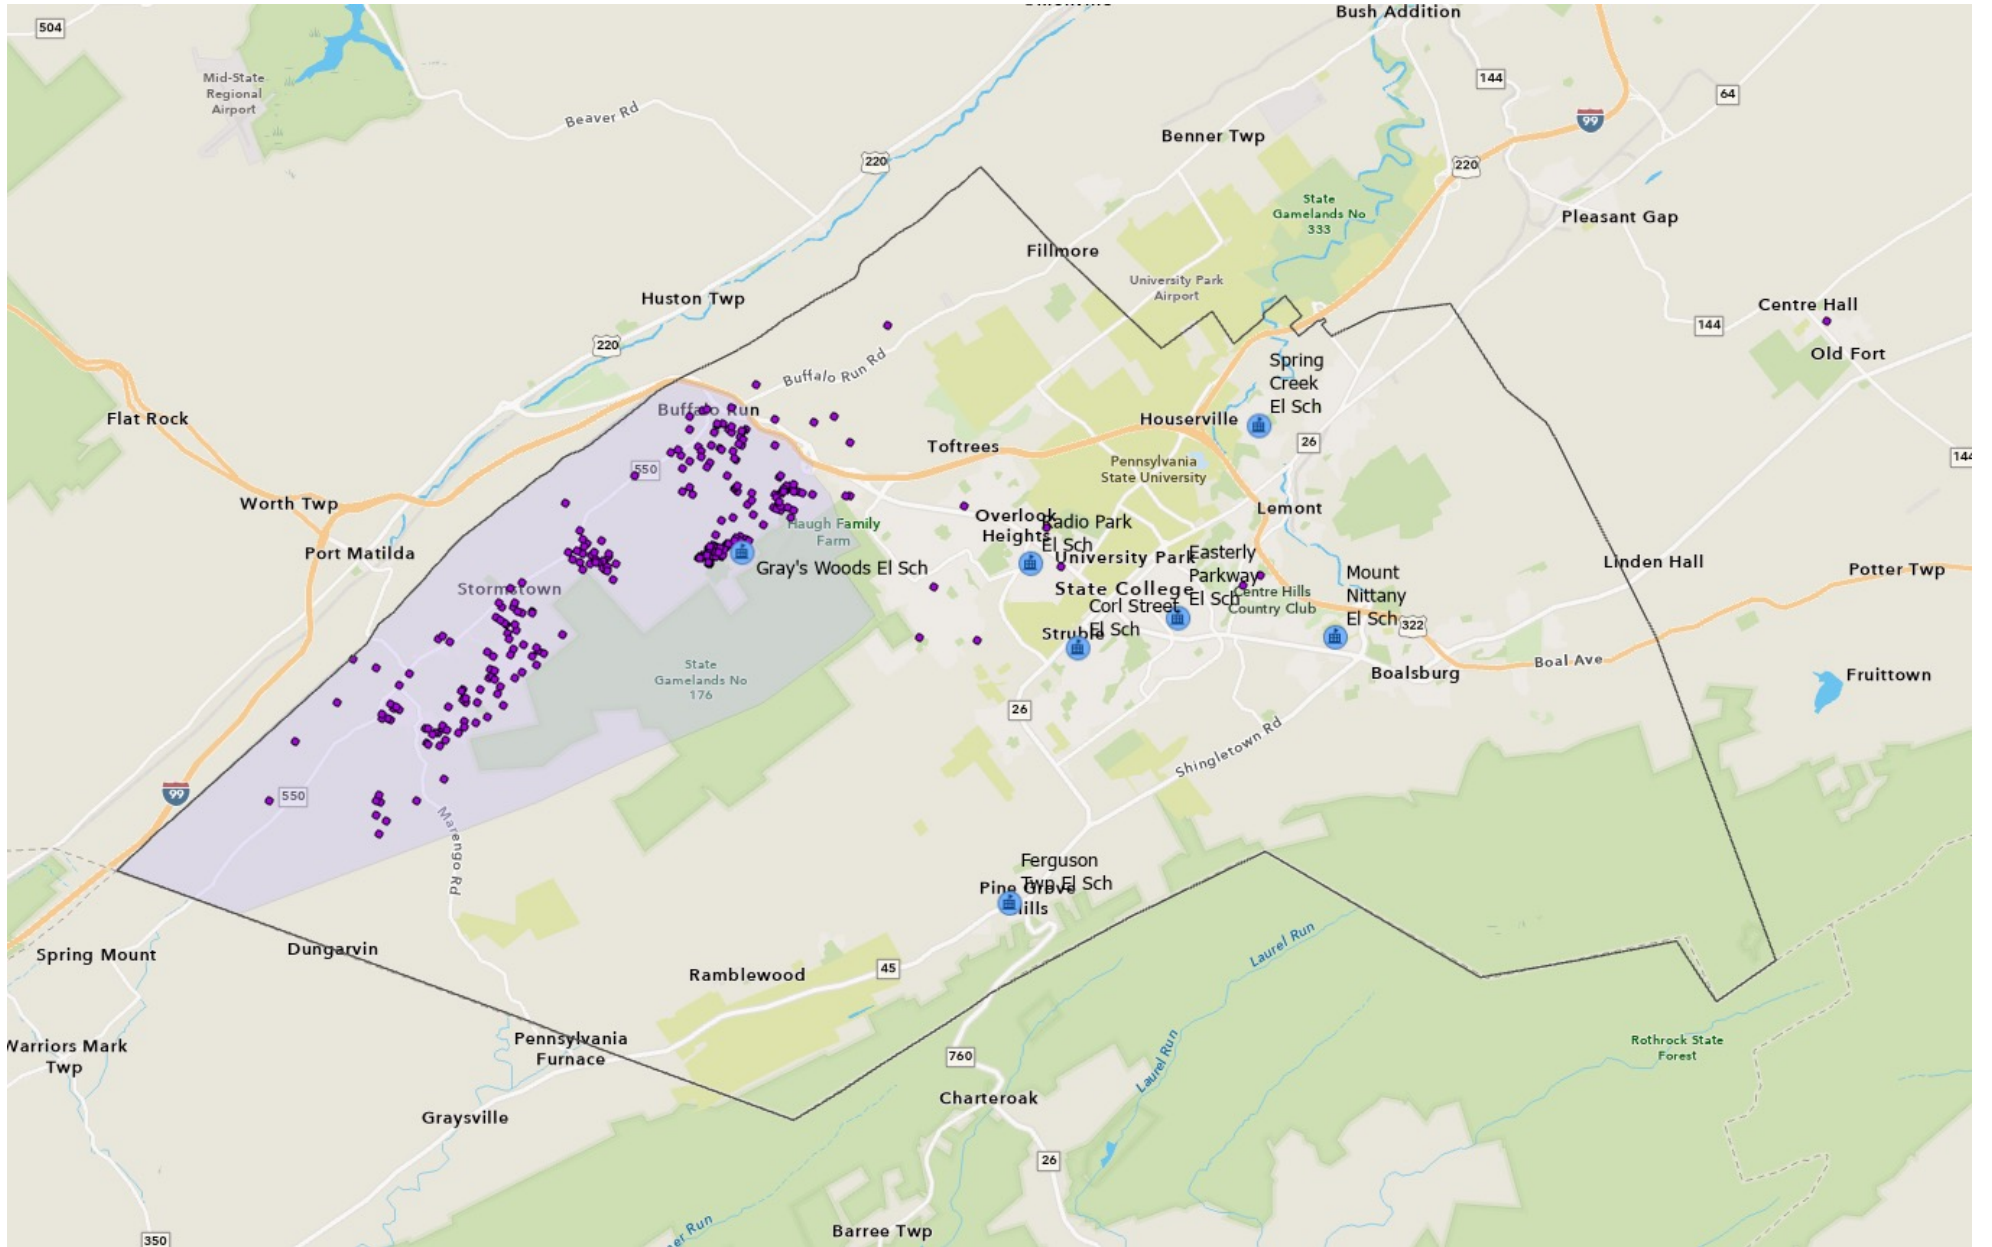 Bush Addition
504
Mid-State
Regional
Airport
144
64
Beaver Rd
99
Benner Twp
220
220
State
Gamelands No
333
Pleasant Gap
Fillmore
University Park
Airport
Huston Twp
Centre Hall
144
220
Old Fort
Buffalo Run Rd
Spring
Creek
El Sch
Flat Rock
Buffalo Run
Houserville
Toftrees
26
144
550
Pennsylvania
State University
Worth Twp
Lemont
Overlook
Heights
Radio Park
El Sch
Haugh Family
Farm
Port Matilda
University Park
Easterly
Parkway
El Sch
Gray's Woods El Sch
Linden Hall
Potter Twp
Mount
Nittany
El Sch
Stormstown
State College
Centre Hills
Country Club
Corl Street
El Sch
322
Struble
Boal Ave
Boalsburg
Fruittown
State
Gamelands No
176
26
Shingletown Rd
99
550
Marengo Rd
Ferguson
Twp El Sch
Pine Grove
Mills
Dungarvin
Spring Mount
Laurel Run
Ramblewood
45
Pennsylvania
Furnace
Warriors Mark
Twp
760
Laurel Run
Rothrock State
Forest
Charteroak
Graysville
26
350
Barree Twp
Run